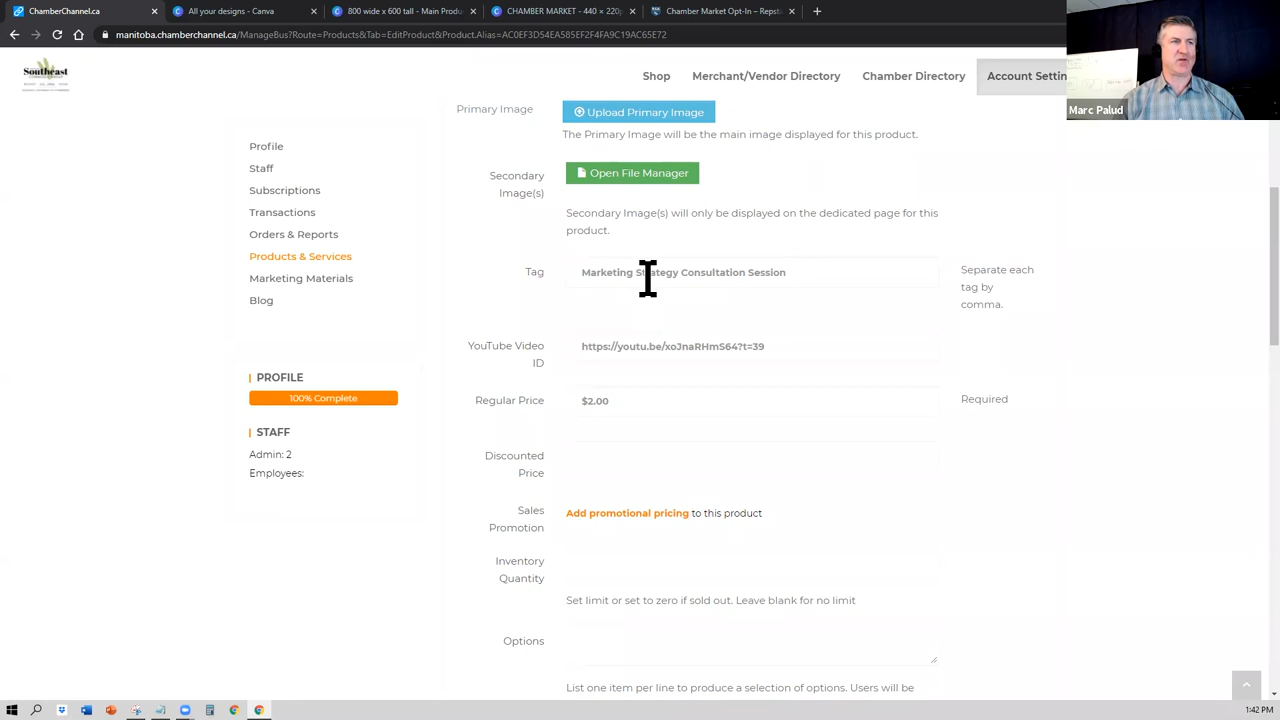 ChamberChannel.ca
All your designs - Canva
800 wide x 600 tall - Main Produ
CHAMBER MARKET - 440 x 220p
Chamber Market Opt-In – Repsta
manitoba.chamberchannel.ca/ManageBus?Route=Products&Tab=EditProduct&Product.Alias=AC0EF3D54EA585EF2F4FA9C19AC65E72
Southeast
Shop
Merchant/Vendor Directory
Chamber Directory
Account Settin
Marc Palud
Profile
Staff
Subscriptions
Transactions
Orders & Reports
Products & Services
Marketing Materials
Blog
PROFILE
100% Complete
STAFF
Admin: 2
Employees:
Primary Image
Upload Primary Image
The Primary Image will be the main image displayed for this product.
Secondary
Image(s)
Open File Manager
Secondary Image(s) will only be displayed on the dedicated page for this
product.
Tag
Marketing Strategy Consultation Session
Separate each
tag by
comma.
YouTube Video
ID
https://youtu.be/xoJnaRHmS64?t=39
Regular Price
$2.00
Required
Discounted
Price
Sales
Promotion
Add promotional pricing to this product
Inventory
Quantity
Set limit or set to zero if sold out. Leave blank for no limit
Options
List one item per line to produce a selection of options. Users will be
1:42 PM